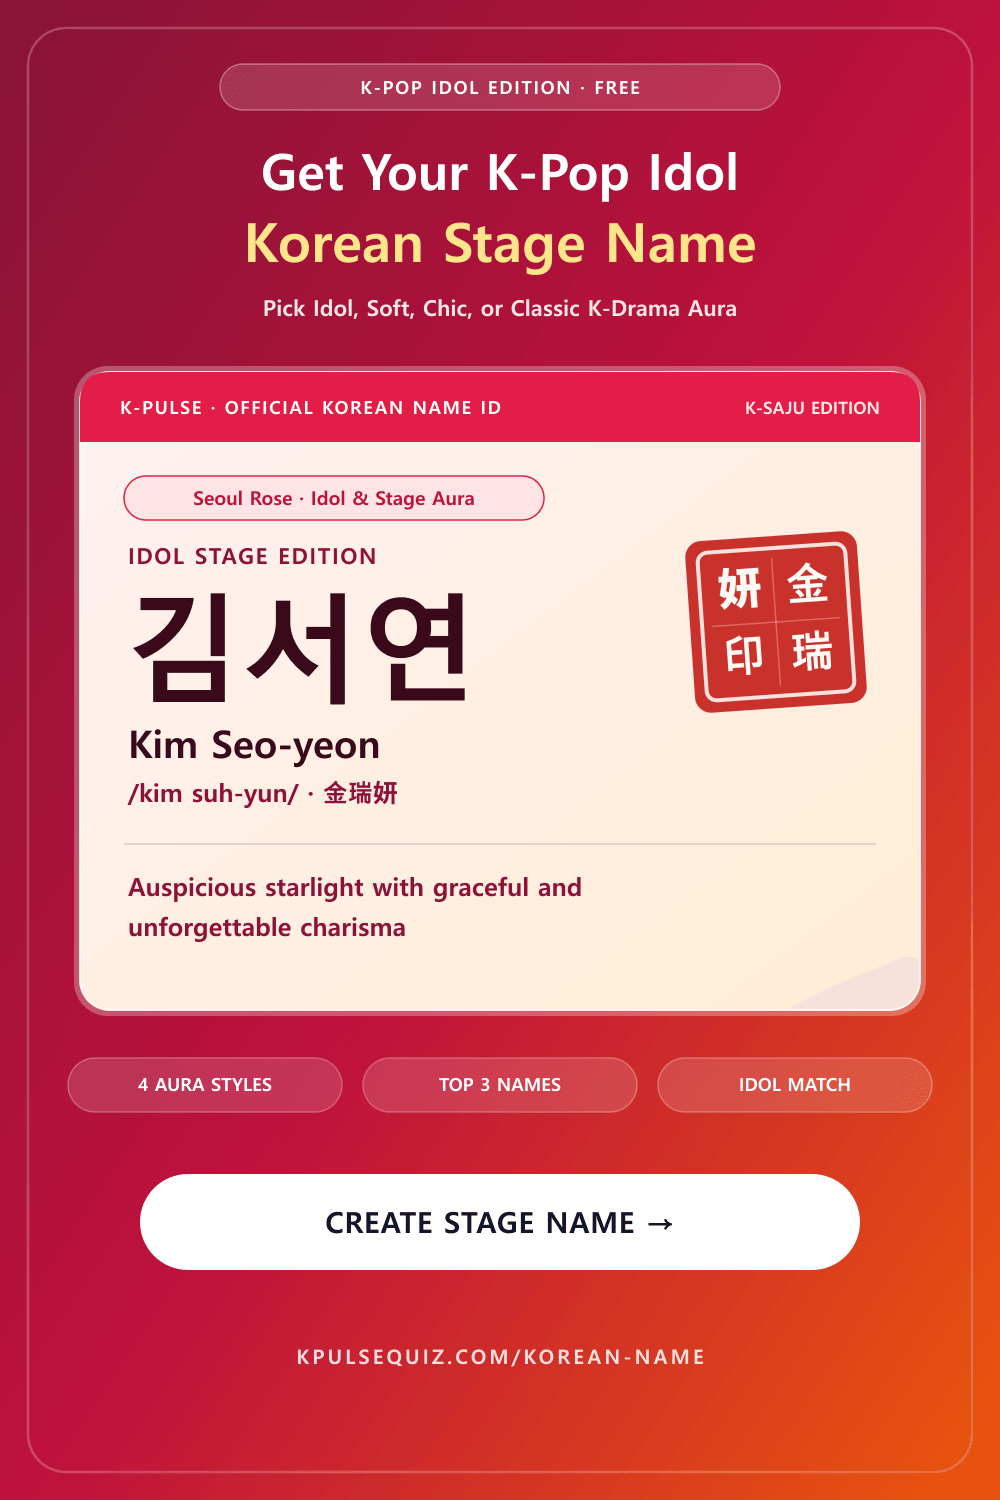 K-POP IDOL EDITION · FREE
Get Your K-Pop Idol
Korean Stage Name
Pick Idol, Soft, Chic, or Classic K-Drama Aura
K-PULSE · OFFICIAL KOREAN NAME ID
K-SAJU EDITION
Seoul Rose · Idol & Stage Aura
IDOL STAGE EDITION
김서연
Kim Seo-yeon
/kim suh-yun/ · 金瑞妍
妍金
印瑞
Auspicious starlight with graceful and
unforgettable charisma
4 AURA STYLES
TOP 3 NAMES
IDOL MATCH
CREATE STAGE NAME →
KPULSEQUIZ.COM/KOREAN-NAME